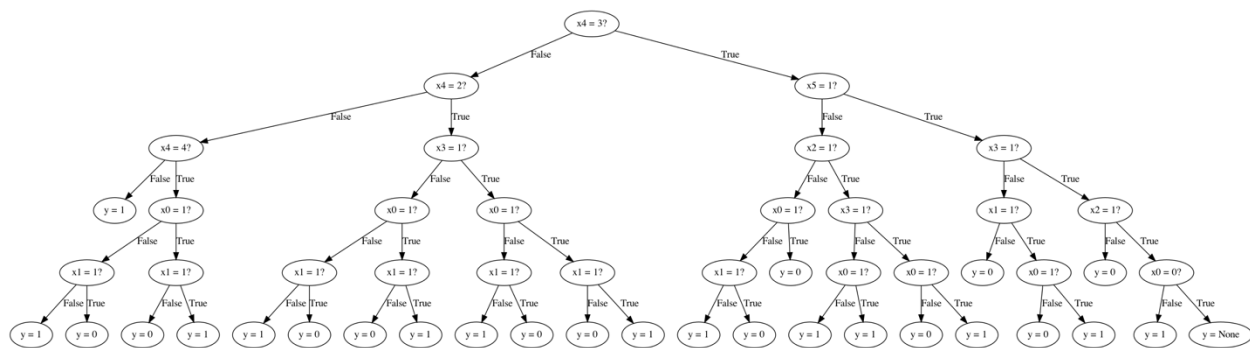 x4 = 3?
False
True
x4 = 2?
x5 = 1?
False
True
False
True
x4 = 4?
x3 = 1?
x2 = 1?
x3 = 1?
False
True
False
True
False
True
False
True
y = 1
x0 = 1?
x0 = 1?
x0 = 1?
x0 = 1?
x3 = 1?
x1 = 1?
x2 = 1?
False
True
False
True
False
True
False
True
False
True
False
True
False
True
x1 = 1?
x1 = 1?
x1 = 1?
x1 = 1?
x1 = 1?
x1 = 1?
x1 = 1?
y = 0
x0 = 1?
x0 = 1?
y = 0
x0 = 1?
y = 0
x0 = 0?
False
True
False
True
False
True
False
True
False
True
False
True
False
True
False
True
False
True
False
True
False
True
y = 1
y = 0
y = 0
y = 1
y = 1
y = 0
y = 0
y = 1
y = 1
y = 0
y = 0
y = 1
y = 1
y = 0
y = 1
y = 1
y = 0
y = 1
y = 0
y = 1
y = 1
y = None